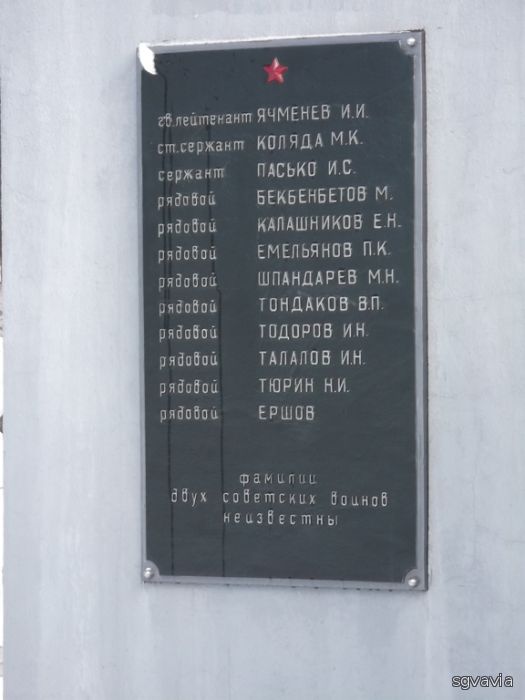 гв.лейтенант ЯЧМЕНЕВ И.И.
ст.сержант КОЛЯДА М.К.
сержант ПАСЬКО И.С.
рядовой БЕКБЕНБЕТОВ М.
рядовой КАЛАШНИКОВ Е.Н.
рядовой ЕМЕЛЬЯНОВ П.К.
рядовой ШПАНДАРЕВ М.Н.
рядовой ТОНДАКОВ В.П.
рядовой ТОДОРОВ И.Н.
рядовой ТАЛАЛОВ И.Н.
рядовой ТЮРИН Н.И.
рядовой ЕРШОВ
фамилии
двух советских воинов
неизвестны
sgvavia